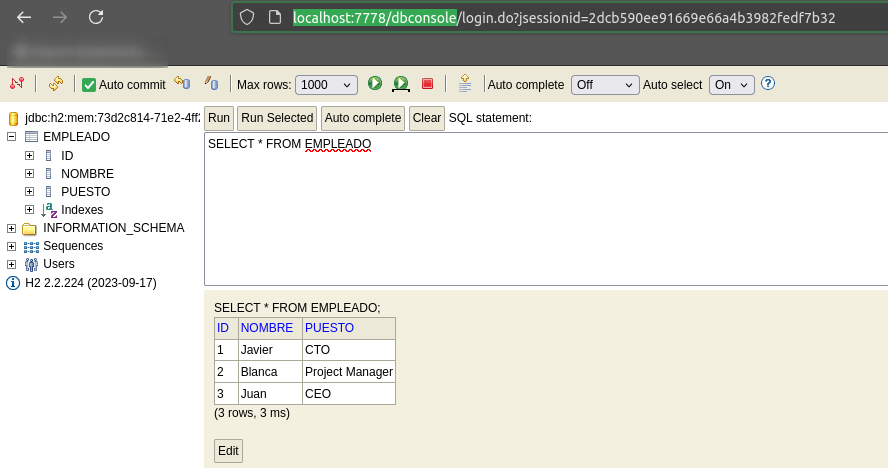 localhost:7778/dbconsole/login.do?jsessionid=2dcb590ee91669e66a4b3982fedf7b32
Auto commit
Max rows: 1000
Auto complete Off
Auto select On
jdbc:h2:mem:73d2c814-71e2-4ff2
EMPLEADO
ID
NOMBRE
PUESTO
Indexes
INFORMATION_SCHEMA
Sequences
Users
H2 2.2.224 (2023-09-17)
Run Run Selected Auto complete Clear SQL statement:
SELECT * FROM EMPLEADO
SELECT * FROM EMPLEADO;
ID NOMBRE PUESTO
1 Javier CTO
2 Blanca Project Manager
3 Juan CEO
(3 rows, 3 ms)
Edit